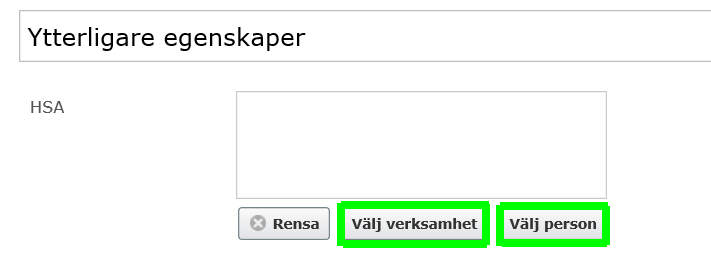 Ytterligare egenskaper
HSA
Rensa Välj verksamhet Välj person